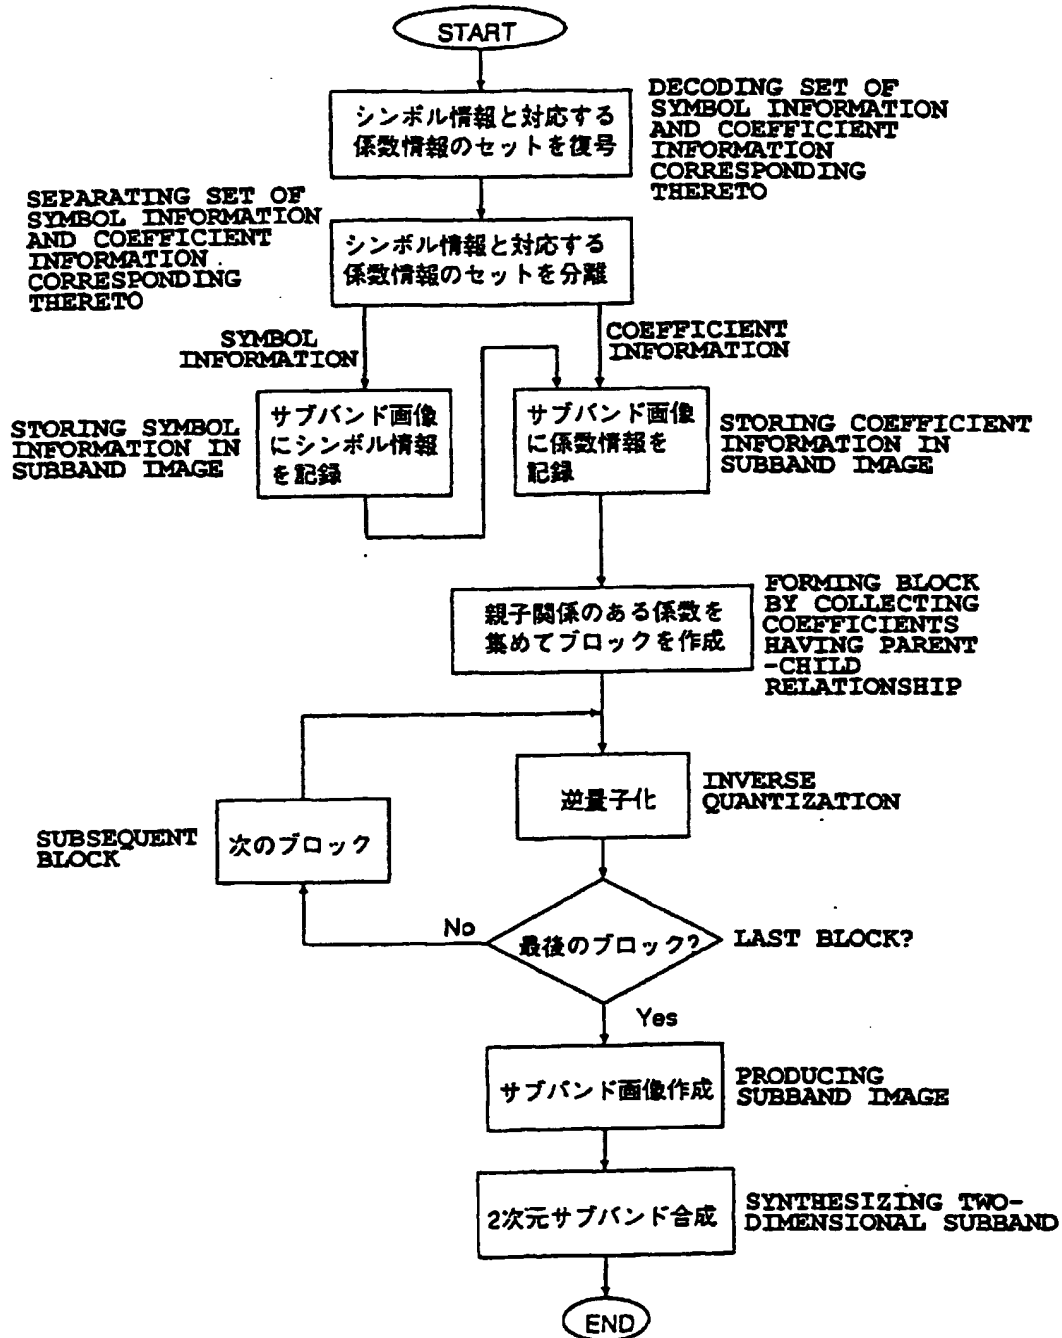 START
シンボル情報と対応する
係数情報のセットを復号
DECODING SET OF
SYMBOL INFORMATION
AND COEFFICIENT
INFORMATION
CORRESPONDING
THERETO
SEPARATING SET OF
SYMBOL INFORMATION
AND COEFFICIENT
INFORMATION
CORRESPONDING
THERETO
シンボル情報と対応する
係数情報のセットを分離
SYMBOL
INFORMATION
COEFFICIENT
INFORMATION
STORING SYMBOL
INFORMATION IN
SUBBAND IMAGE
サブバンド画像
にシンボル情報
を記録
サブバンド画像
に係数情報を
記録
STORING COEFFICIENT
INFORMATION IN
SUBBAND IMAGE
親子関係のある係数を
集めてブロックを作成
FORMING BLOCK
BY COLLECTING
COEFFICIENTS
HAVING PARENT
-CHILD
RELATIONSHIP
逆量子化
INVERSE
QUANTIZATION
SUBSEQUENT
BLOCK
次のブロック
No
最後のブロック?
LAST BLOCK?
Yes
サブバンド画像作成
PRODUCING
SUBBAND IMAGE
2次元サブバンド合成
SYNTHESIZING TWO-
DIMENSIONAL SUBBAND
END